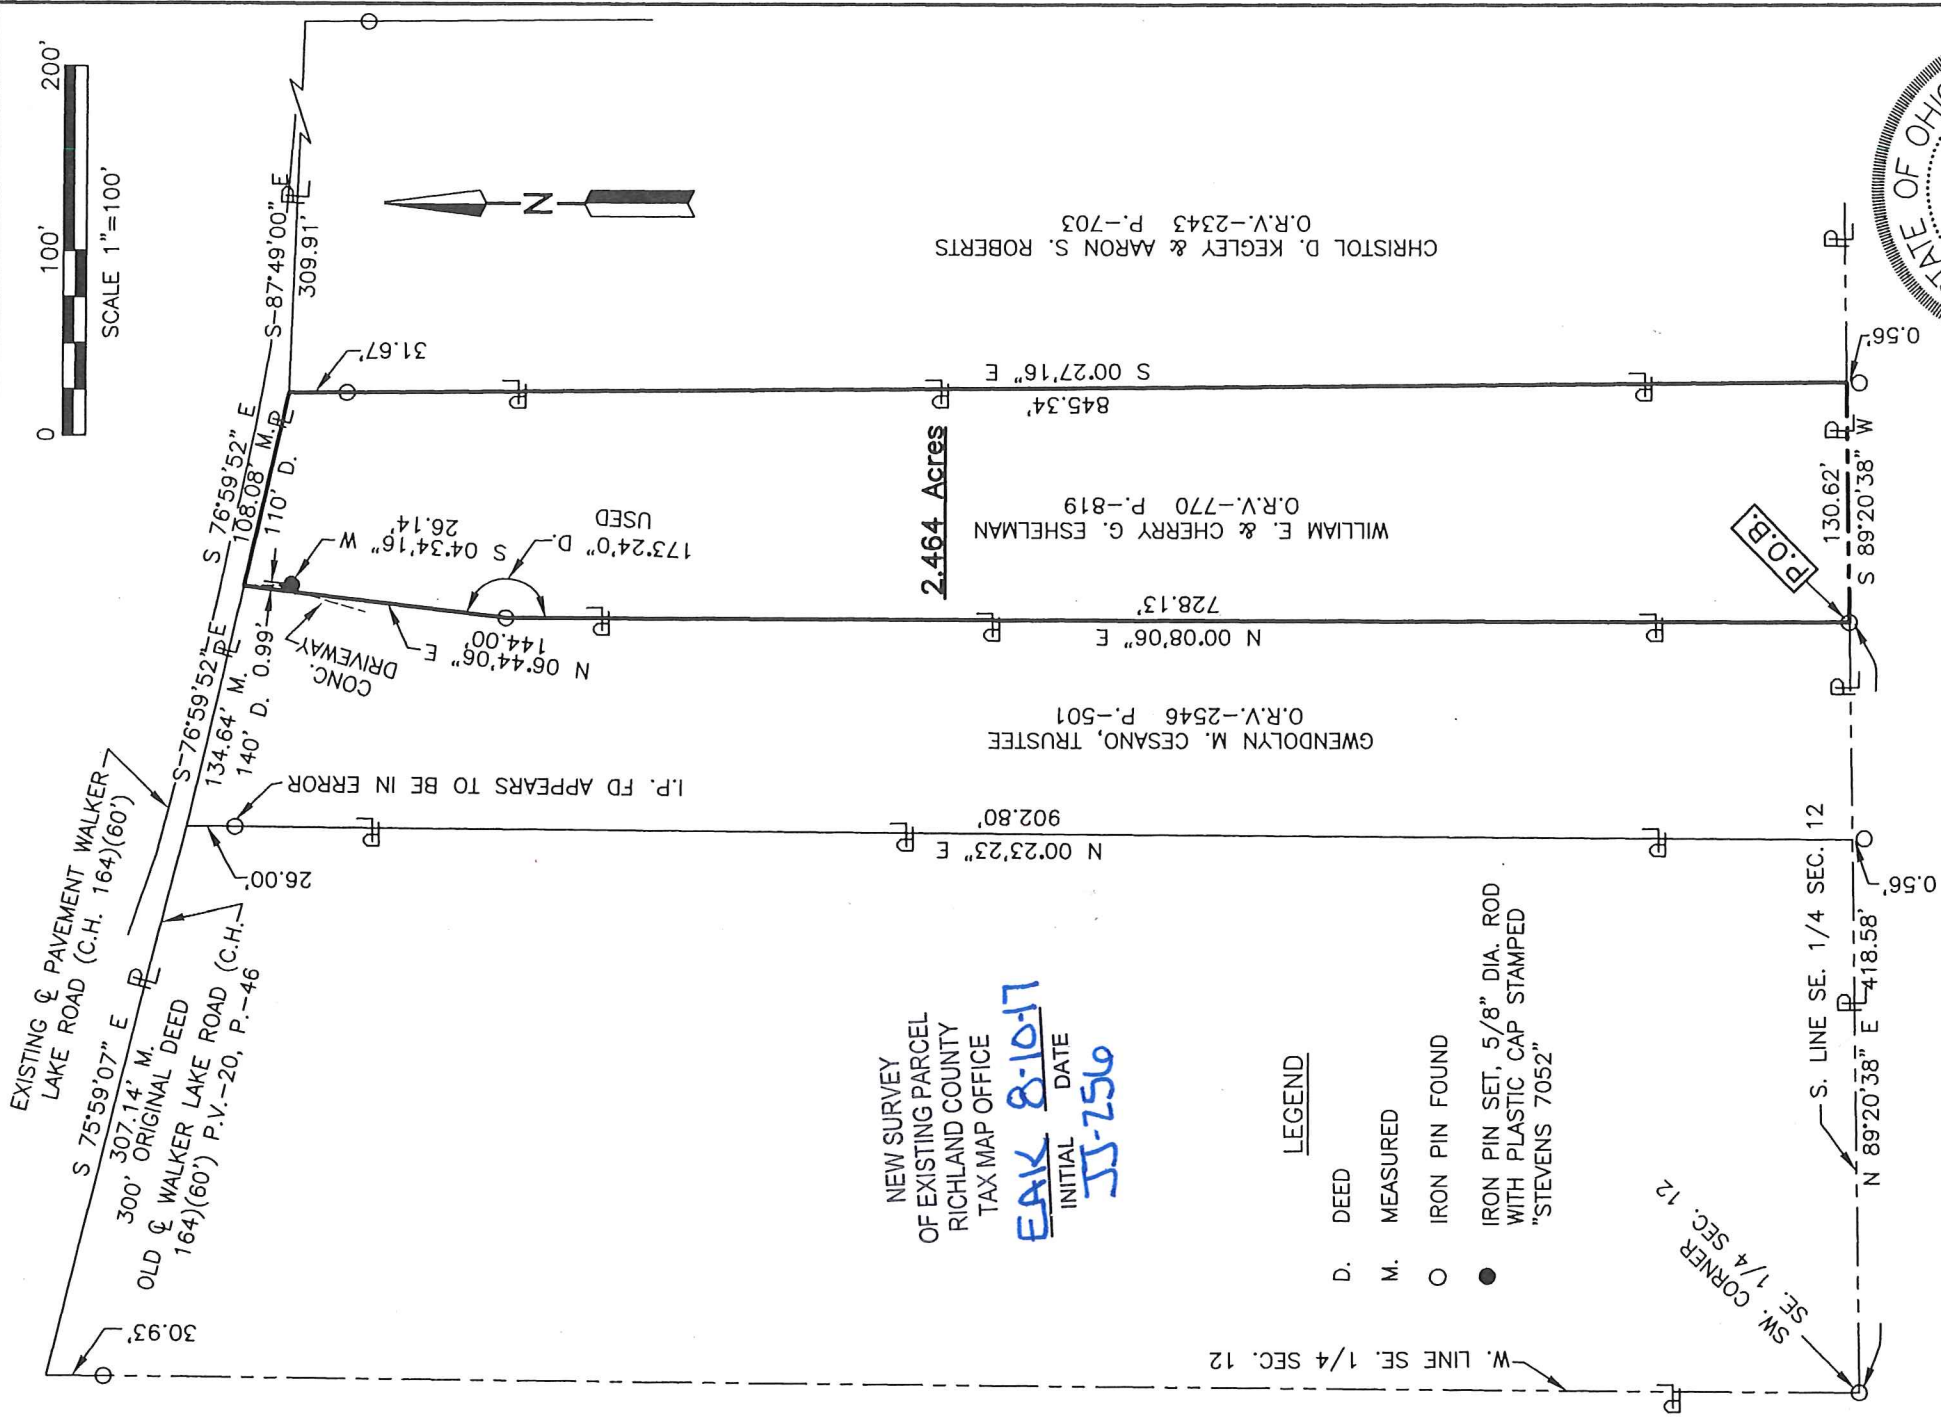 0 100' 200'
SCALE 1"=100'
EXISTING ℄ PAVEMENT WALKER
LAKE ROAD (C.H. 164)(60')
S 75°59'07" E
307.14' M.
300' ORIGINAL DEED
OLD ℄ WALKER LAKE ROAD (C.H.
164)(60') P.V.-20, P.-46
S 76°59'52" E
134.64' M.
140' D.
0.99'
S 76°59'52" E
108.08' M.
110' D.
S 87°49'00" E
309.91'
30.93'
26.00'
I.P. FD APPEARS TO BE IN ERROR
CONC.
DRIVEWAY
N 06°44'06" E
144.00'
S 04°34'16" W
26.14'
173°24'0" D.
USED
31.67'
N 00°23'23" E
902.80'
GWENDOLYN M. CESANO, TRUSTEE
O.R.V.-2546 P.-501
N 00°08'06" E
728.13'
2.464 Acres
WILLIAM E. & CHERRY G. ESHELMAN
O.R.V.-770 P.-819
845.34'
S 00°27'16" E
CHRISTOL D. KEGLEY & AARON S. ROBERTS
O.R.V.-2343 P.-703
N
NEW SURVEY
OF EXISTING PARCEL
RICHLAND COUNTY
TAX MAP OFFICE
EAK 8-10-17
INITIAL DATE
JJ-256
LEGEND
D. DEED
M. MEASURED
IRON PIN FOUND
IRON PIN SET, 5/8" DIA. ROD
WITH PLASTIC CAP STAMPED
"STEVENS 7052"
W. LINE SE. 1/4 SEC. 12
SW. CORNER
SE. 1/4 SEC. 12
S. LINE SE. 1/4 SEC. 12
N 89°20'38" E 418.58'
0.56'
P.O.B.
130.62'
S 89°20'38" W
0.56'
STATE OF OHIO